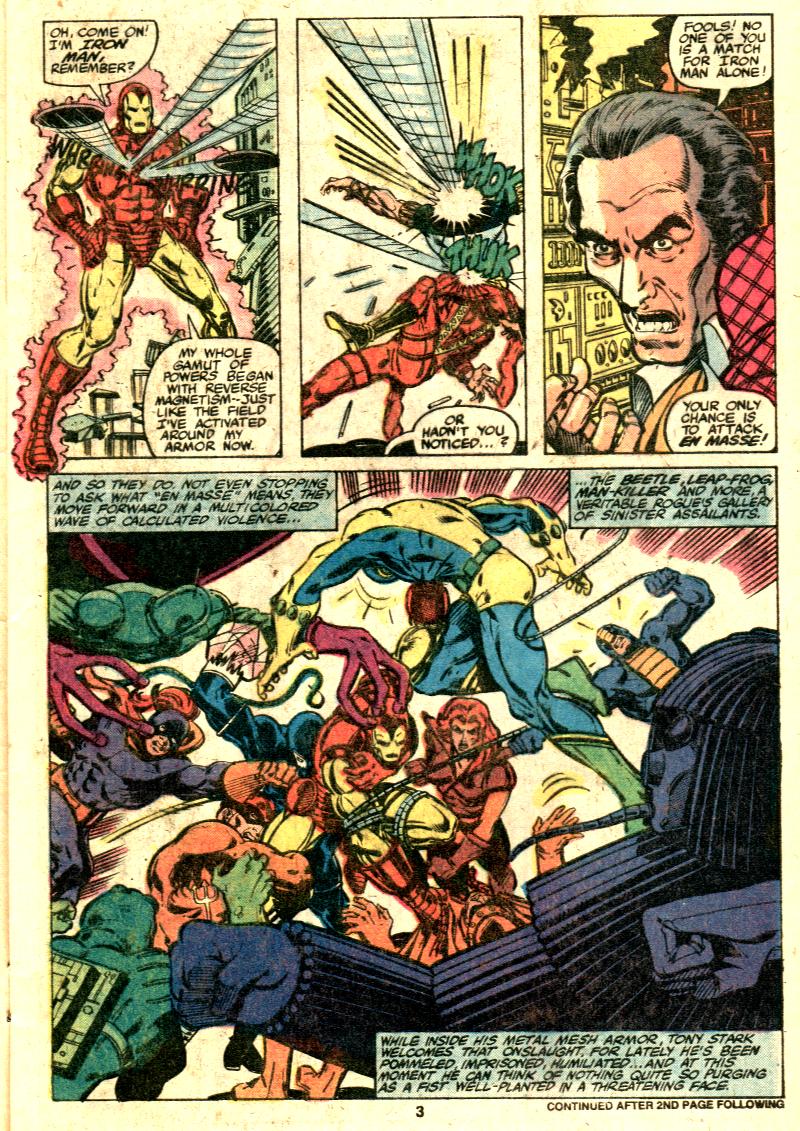 OH, COME ON!
I'M IRON
MAN,
REMEMBER?
WHRRING
WHRRING
MY WHOLE
GAMUT OF
POWERS BEGAN
WITH REVERSE
MAGNETISM--JUST
LIKE THE FIELD
I'VE ACTIVATED
AROUND MY
ARMOR NOW.
WHOK
THUK
OR
HADN'T YOU
NOTICED...?
FOOLS! NO
ONE OF YOU
IS A MATCH
FOR IRON
MAN ALONE!
YOUR ONLY
CHANCE IS
TO ATTACK
EN MASSE!
AND SO THEY DO. NOT EVEN STOPPING
TO ASK WHAT "EN MASSE" MEANS, THEY
MOVE FORWARD IN A MULTICOLORED
WAVE OF CALCULATED VIOLENCE...
...THE BEETLE, LEAP-FROG,
MAN-KILLER AND MORE, A
VERITABLE ROGUE'S GALLERY
OF SINISTER ASSAILANTS.
WHILE INSIDE HIS METAL MESH ARMOR, TONY STARK
WELCOMES THAT ONSLAUGHT. FOR LATELY HE'S BEEN
POMMELED, IMPRISONED, HUMILIATED...AND AT THIS
MOMENT HE CAN THINK OF NOTHING QUITE SO PURGING
AS A FIST WELL-PLANTED IN A THREATENING FACE.
3
CONTINUED AFTER 2ND PAGE FOLLOWING